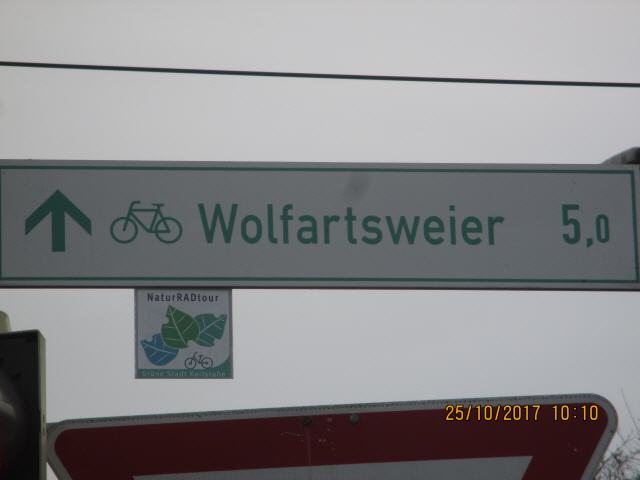 Wolfartsweier 5,0
NaturRADtour
Grüne Stadt Karlsruhe
25/10/2017 10:10